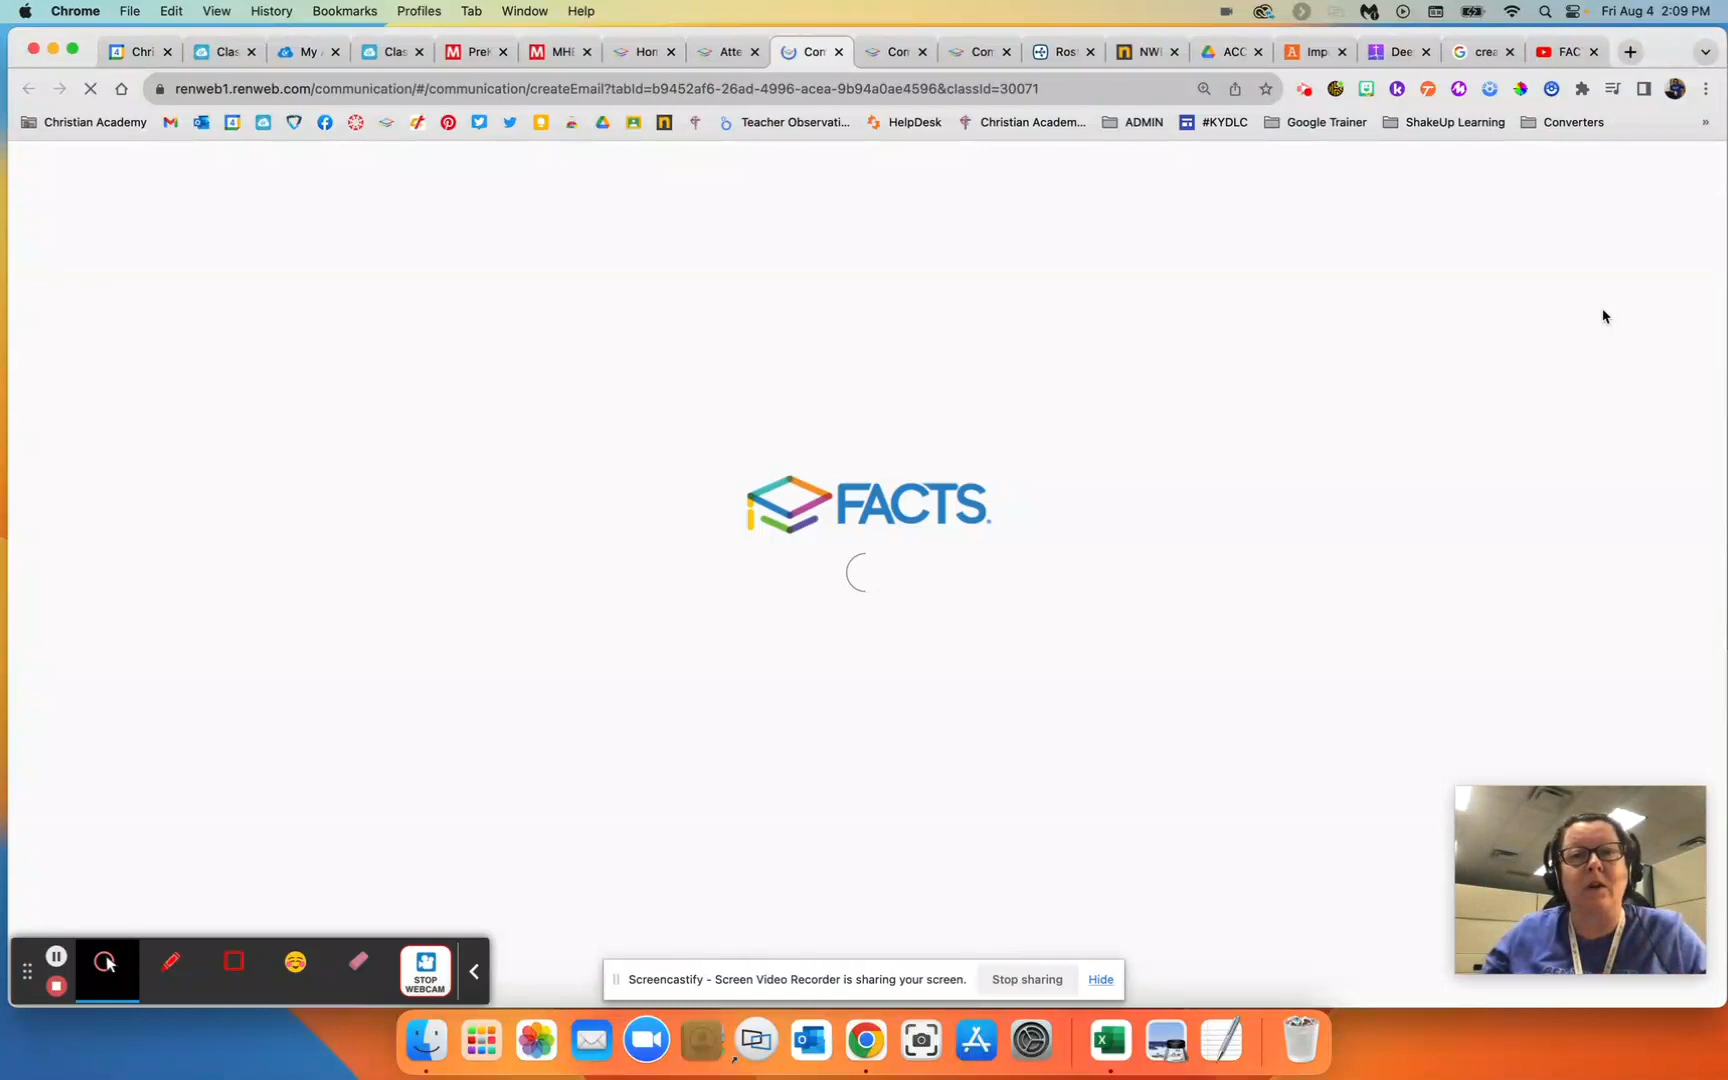 Chrome File Edit View History Bookmarks Profiles Tab Window Help Fri Aug 4 2:09 PM
4 Chri Clas My Clas Prek MHI Hon Atte Con Con Con Ros NWI ACC Imp Dee crea FAC
renweb1.renweb.com/communication/#/communication/createEmail?tabId=b9452af6-26ad-4996-acea-9b94a0ae4596&classId=30071
Christian Academy Teacher Observati... HelpDesk Christian Academ... ADMIN #KYDLC Google Trainer ShakeUp Learning Converters »
FACTS
STOP
WEBCAM
Screencastify - Screen Video Recorder is sharing your screen. Stop sharing Hide